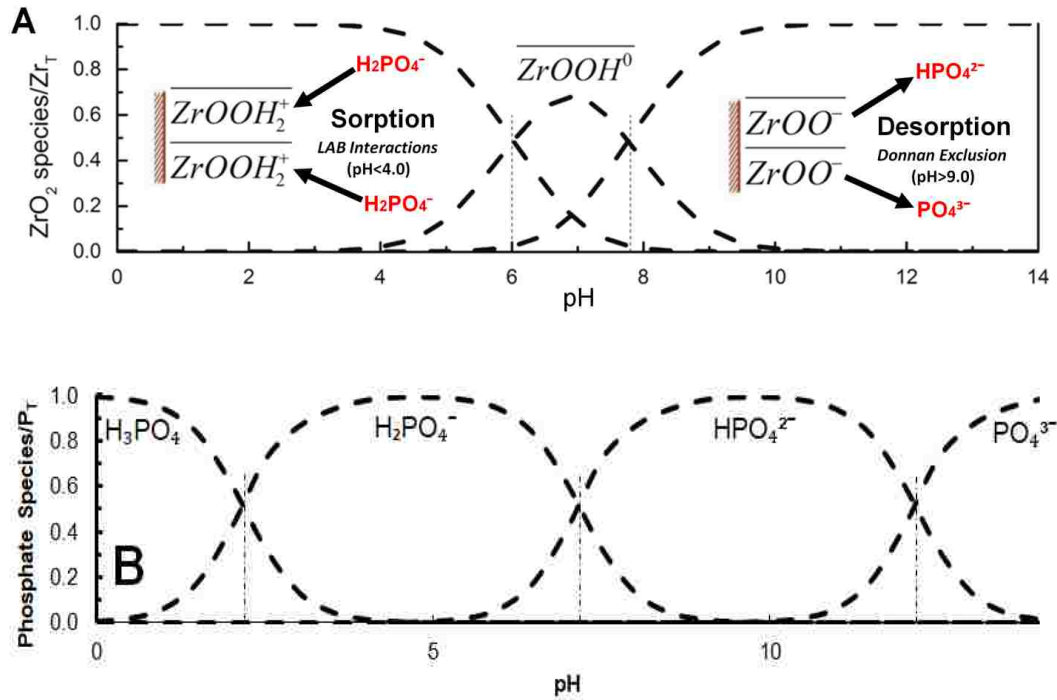 A
ZrO₂ species/Zr_T
1.0
0.8
0.6
0.4
0.2
0.0
H₂PO₄⁻
ZrOOH₂⁺
ZrOOH₂⁺
H₂PO₄⁻
Sorption
LAB Interactions
(pH<4.0)
ZrOOH⁰
HPO₄²⁻
ZrOO⁻
ZrOO⁻
PO₄³⁻
Desorption
Donnan Exclusion
(pH>9.0)
0 2 4 6 8 10 12 14
pH
B
Phosphate Species/P_T
1.0
0.8
0.6
0.4
0.2
0.0
H₃PO₄ H₂PO₄⁻ HPO₄²⁻ PO₄³⁻
0 5 10
pH